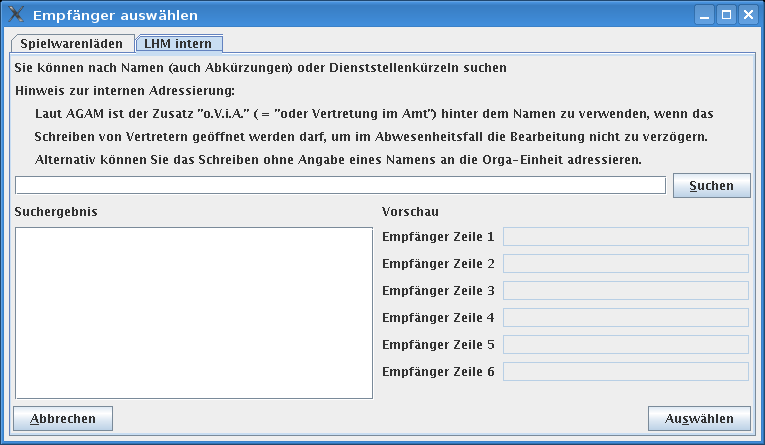 Empfänger auswählen
Spielwarenläden
LHM intern
Sie können nach Namen (auch Abkürzungen) oder Dienststellenkürzeln suchen
Hinweis zur internen Adressierung:
Laut AGAM ist der Zusatz "o.V.i.A." ( = "oder Vertretung im Amt") hinter dem Namen zu verwenden, wenn das
Schreiben von Vertretern geöffnet werden darf, um im Abwesenheitsfall die Bearbeitung nicht zu verzögern.
Alternativ können Sie das Schreiben ohne Angabe eines Namens an die Orga-Einheit adressieren.
Suchen
Suchergebnis
Vorschau
Empfänger Zeile 1
Empfänger Zeile 2
Empfänger Zeile 3
Empfänger Zeile 4
Empfänger Zeile 5
Empfänger Zeile 6
Abbrechen
Auswählen